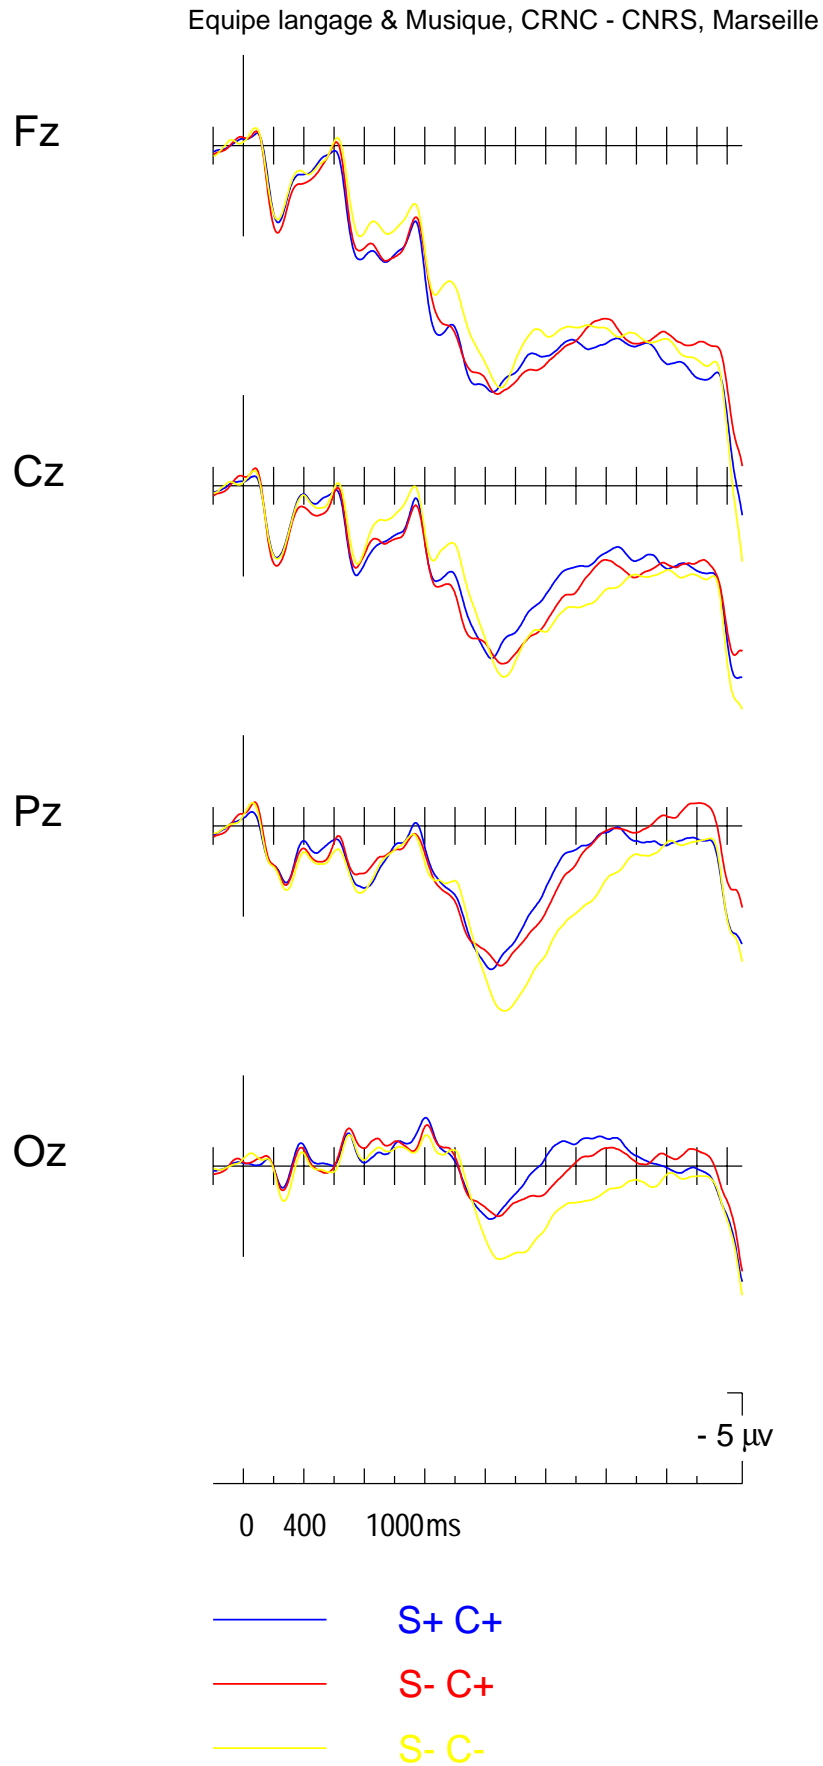 Equipe langage & Musique, CRNC - CNRS, Marseille
Fz
Cz
Pz
Oz
- 5 µv
0 400 1000ms
S+ C+
S- C+
S- C-